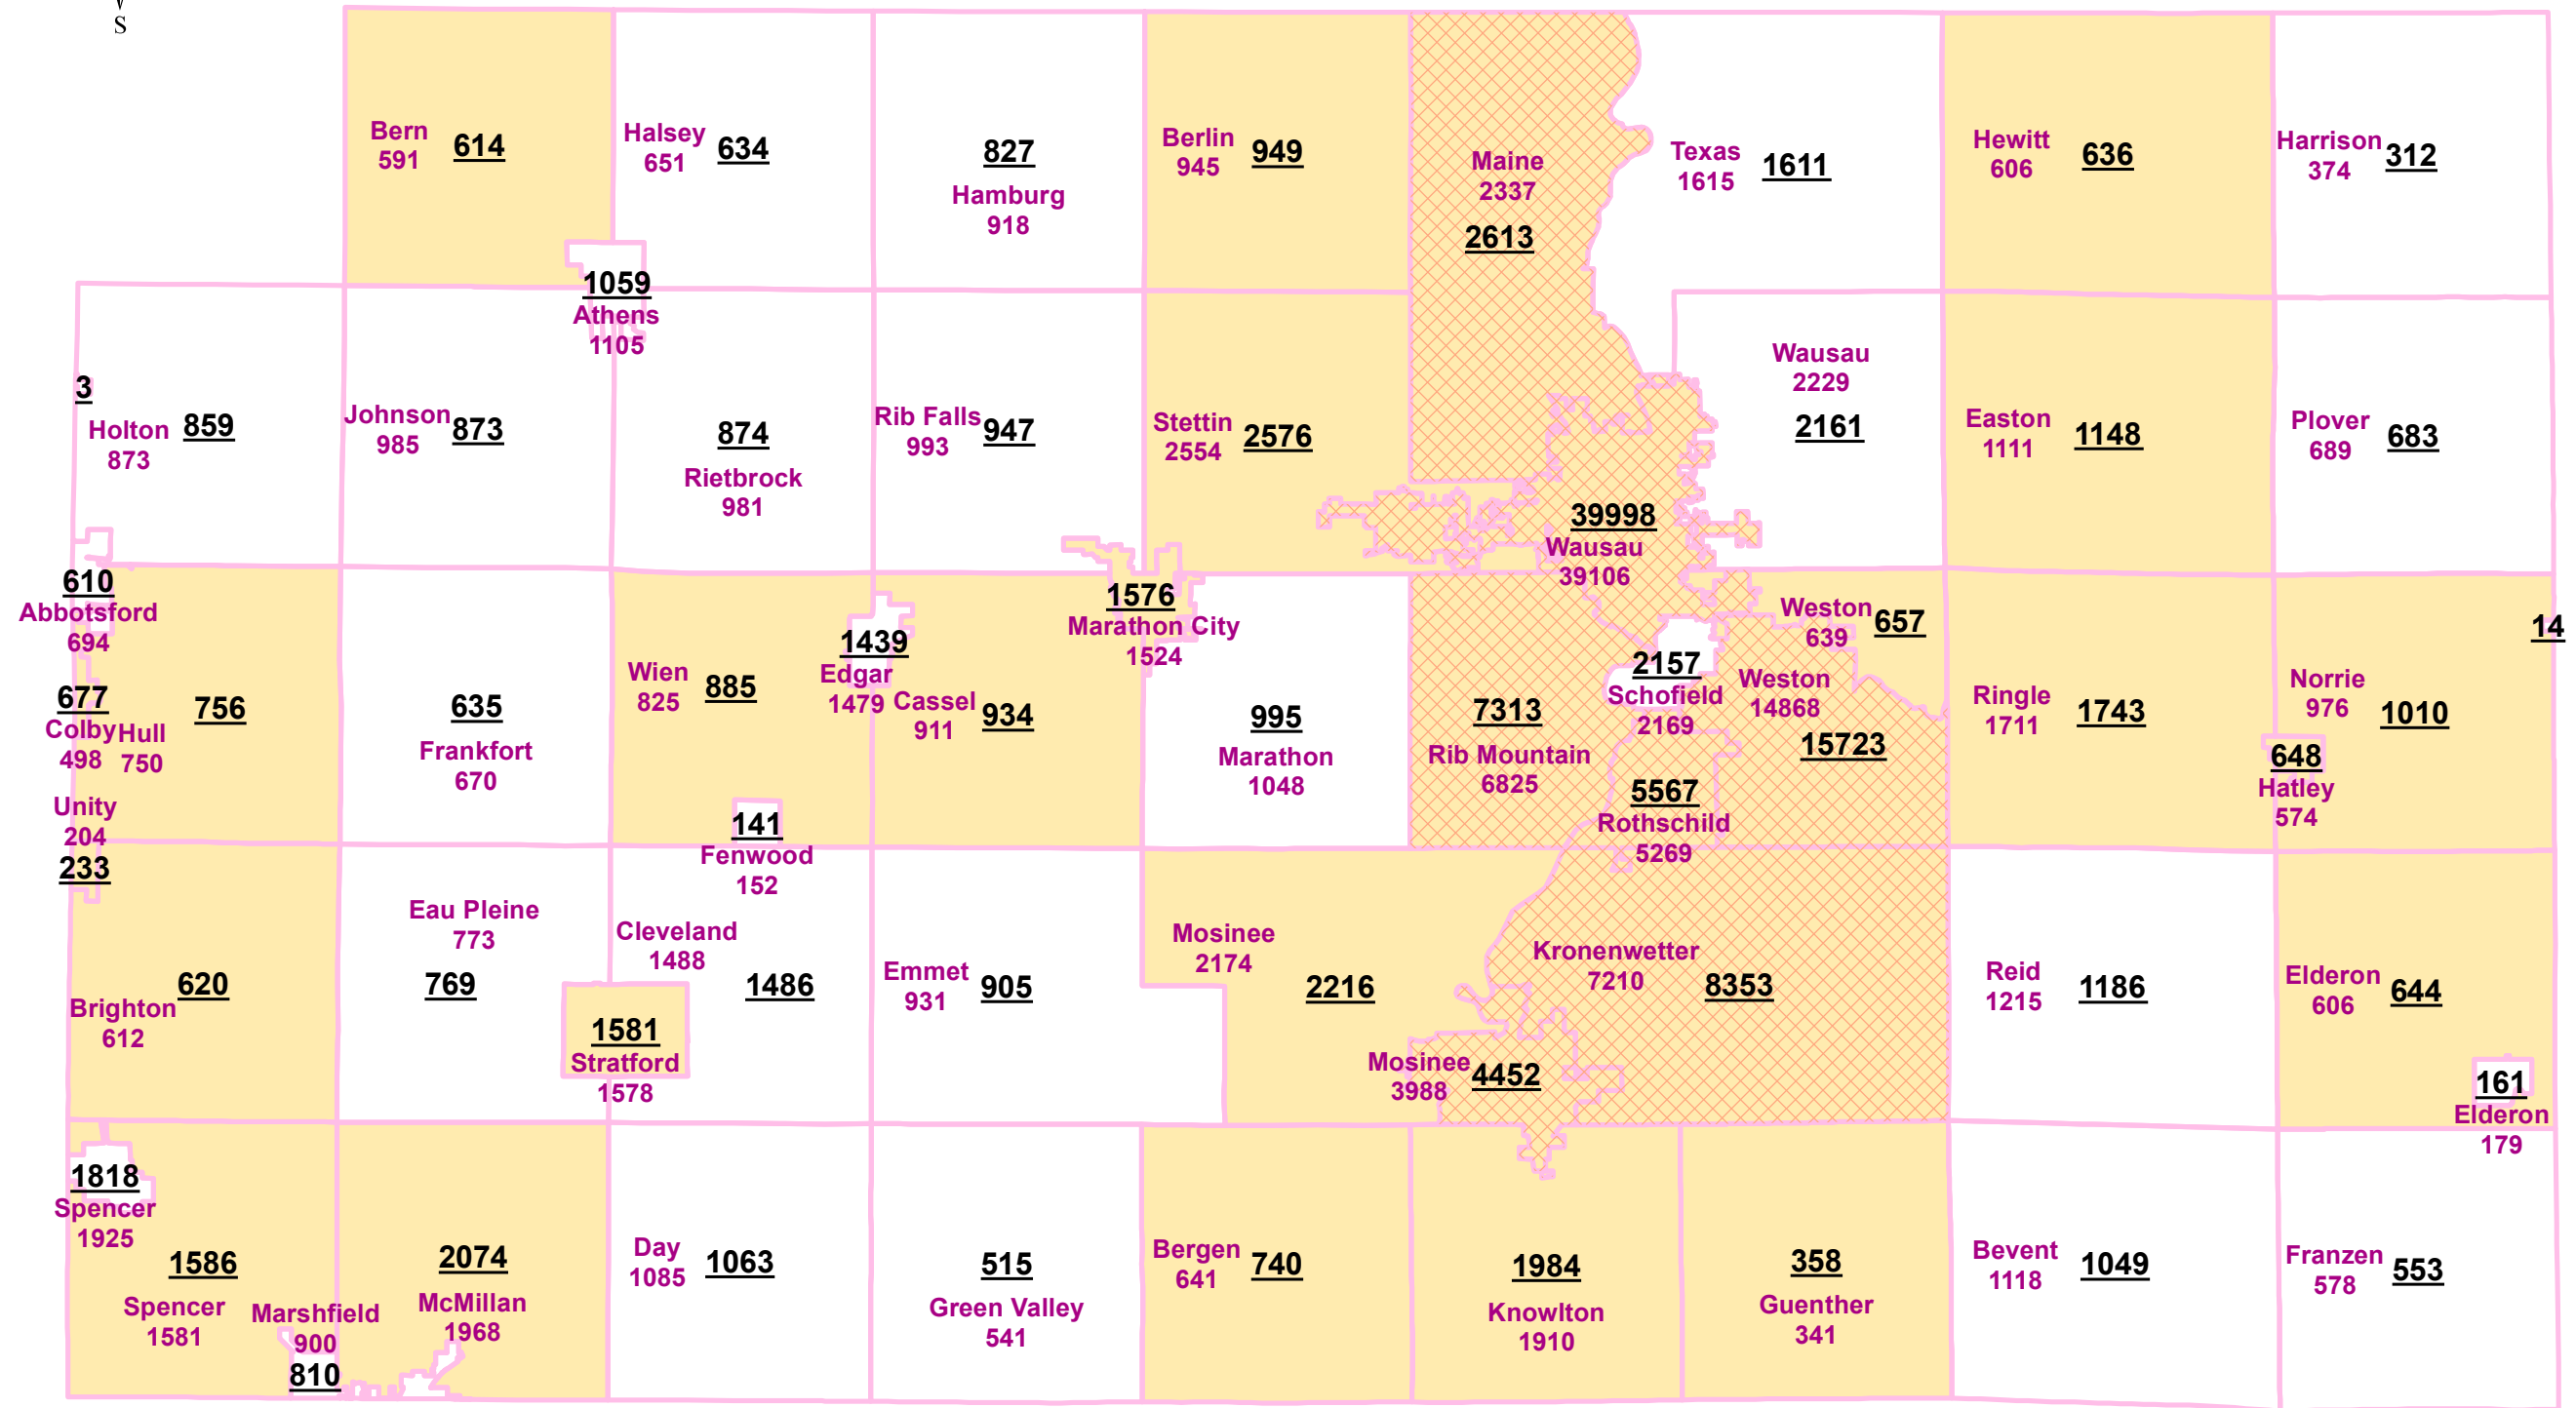 S
Bern
591
614
Halsey
651
634
827
Hamburg
918
Berlin
945
949
Maine
2337
2613
Texas
1615
1611
Hewitt
606
636
Harrison
374
312
1059
Athens
1105
3
Holton
873
859
Johnson
985
873
874
Rietbrock
981
Rib Falls
993
947
Stettin
2554
2576
Wausau
2229
2161
Easton
1111
1148
Plover
689
683
39998
Wausau
39106
610
Abbotsford
694
677
Colby
498
Hull
750
756
Unity
204
233
635
Frankfort
670
Wien
825
885
1439
Edgar
1479
Cassel
911
934
1576
Marathon City
1524
995
Marathon
1048
7313
Rib Mountain
6825
2157
Schofield
2169
Weston
639
657
Weston
14868
15723
5567
Rothschild
5269
Ringle
1711
1743
Norrie
976
1010
14
648
Hatley
574
141
Fenwood
152
620
Brighton
612
Eau Pleine
773
769
Cleveland
1488
1486
1581
Stratford
1578
Emmet
931
905
Mosinee
2174
2216
Kronenwetter
7210
8353
Mosinee
3988
4452
Reid
1215
1186
Elderon
606
644
161
Elderon
179
1818
Spencer
1925
1586
Spencer
1581
Marshfield
900
810
2074
McMillan
1968
Day
1085
1063
515
Green Valley
541
Bergen
641
740
1984
Knowlton
1910
358
Guenther
341
Bevent
1118
1049
Franzen
578
553